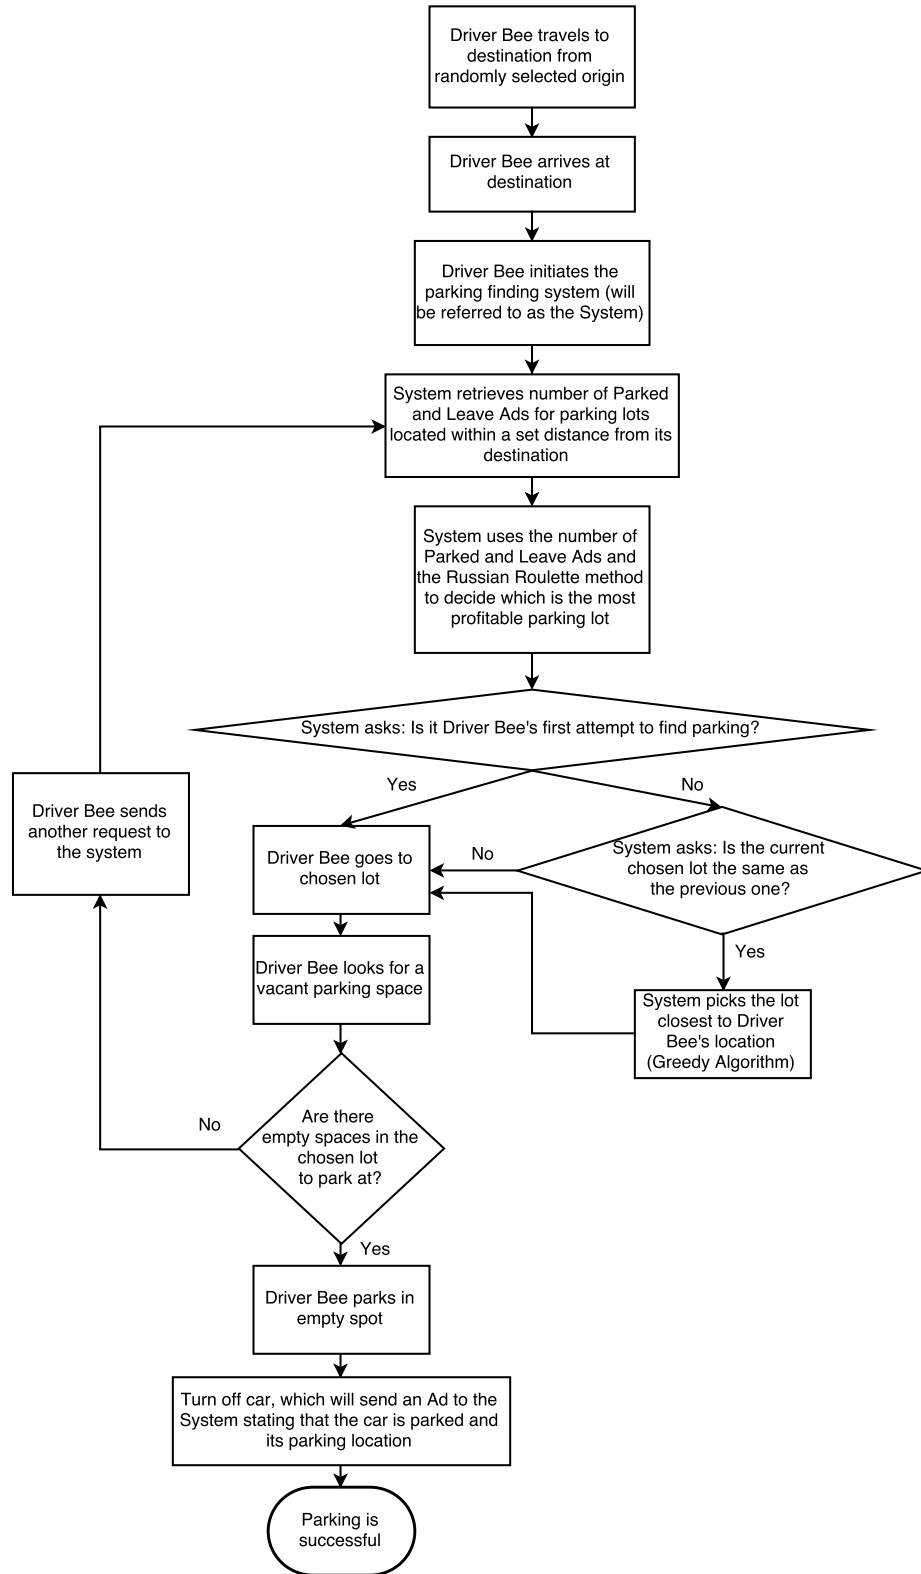 Driver Bee travels to
destination from
randomly selected origin
Driver Bee arrives at
destination
Driver Bee initiates the
parking finding system (will
be referred to as the System)
System retrieves number of Parked
and Leave Ads for parking lots
located within a set distance from its
destination
System uses the number of
Parked and Leave Ads and
the Russian Roulette method
to decide which is the most
profitable parking lot
System asks: Is it Driver Bee's first attempt to find parking?
Yes
No
Driver Bee sends
another request to
the system
Driver Bee goes to
chosen lot
No
System asks: Is the current
chosen lot the same as
the previous one?
Yes
Driver Bee looks for a
vacant parking space
System picks the lot
closest to Driver
Bee's location
(Greedy Algorithm)
No
Are there
empty spaces in the
chosen lot
to park at?
Yes
Driver Bee parks in
empty spot
Turn off car, which will send an Ad to the
System stating that the car is parked and
its parking location
Parking is
successful